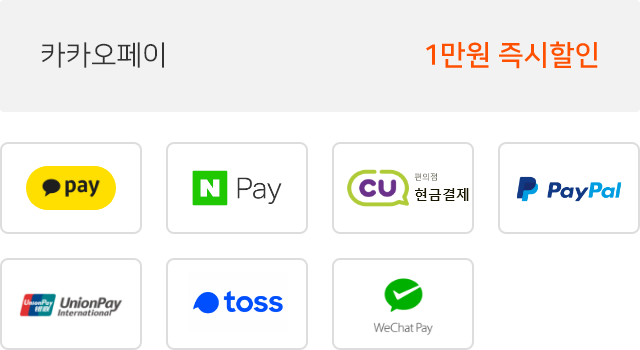 카카오페이 1만원 즉시할인
pay
N Pay
CU 편의점
현금결제
PayPal
UnionPay 银联 UnionPay
International
toss
WeChat Pay